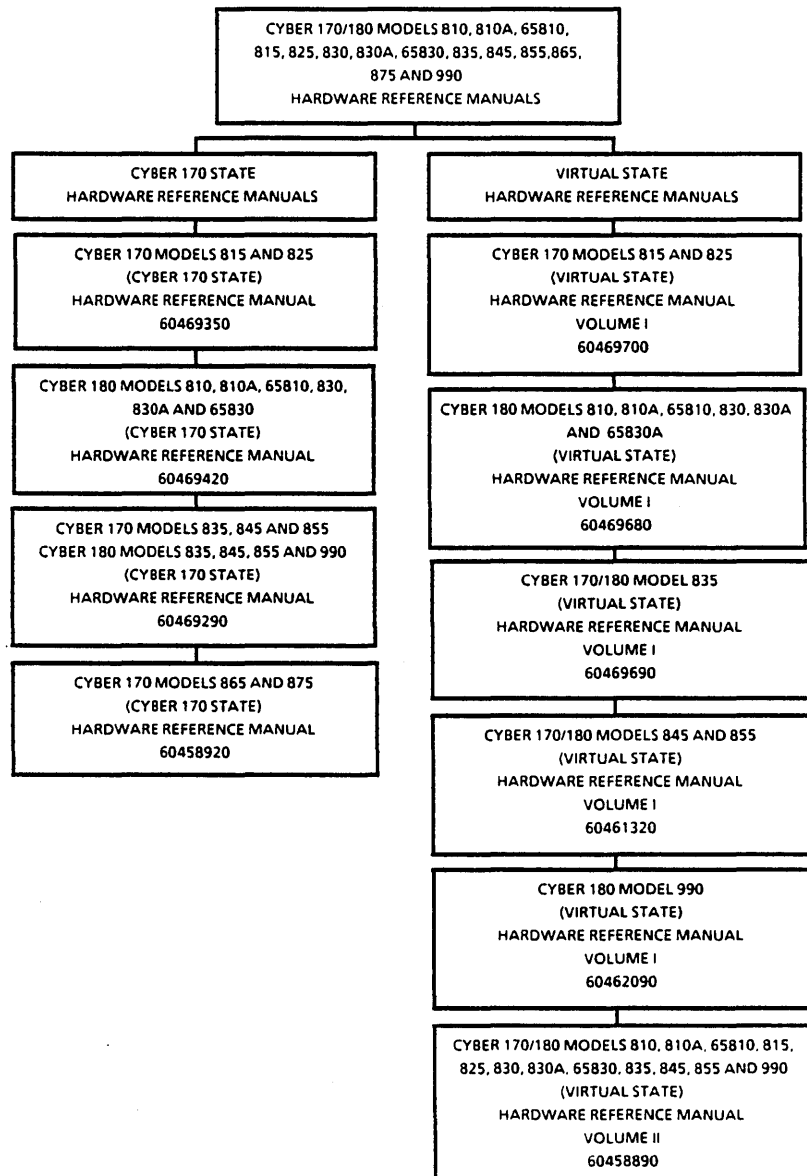 CYBER 170/180 MODELS 810, 810A, 65810,
815, 825, 830, 830A, 65830, 835, 845, 855,865,
875 AND 990
HARDWARE REFERENCE MANUALS
CYBER 170 STATE
HARDWARE REFERENCE MANUALS
CYBER 170 MODELS 815 AND 825
(CYBER 170 STATE)
HARDWARE REFERENCE MANUAL
60469350
CYBER 180 MODELS 810, 810A, 65810, 830,
830A AND 65830
(CYBER 170 STATE)
HARDWARE REFERENCE MANUAL
60469420
CYBER 170 MODELS 835, 845 AND 855
CYBER 180 MODELS 835, 845, 855 AND 990
(CYBER 170 STATE)
HARDWARE REFERENCE MANUAL
60469290
CYBER 170 MODELS 865 AND 875
(CYBER 170 STATE)
HARDWARE REFERENCE MANUAL
60458920
VIRTUAL STATE
HARDWARE REFERENCE MANUALS
CYBER 170 MODELS 815 AND 825
(VIRTUAL STATE)
HARDWARE REFERENCE MANUAL
VOLUME I
60469700
CYBER 180 MODELS 810, 810A, 65810, 830, 830A
AND 65830A
(VIRTUAL STATE)
HARDWARE REFERENCE MANUAL
VOLUME I
60469680
CYBER 170/180 MODEL 835
(VIRTUAL STATE)
HARDWARE REFERENCE MANUAL
VOLUME I
60469690
CYBER 170/180 MODELS 845 AND 855
(VIRTUAL STATE)
HARDWARE REFERENCE MANUAL
VOLUME I
60461320
CYBER 180 MODEL 990
(VIRTUAL STATE)
HARDWARE REFERENCE MANUAL
VOLUME I
60462090
CYBER 170/180 MODELS 810, 810A, 65810, 815,
825, 830, 830A, 65830, 835, 845, 855 AND 990
(VIRTUAL STATE)
HARDWARE REFERENCE MANUAL
VOLUME II
60458890